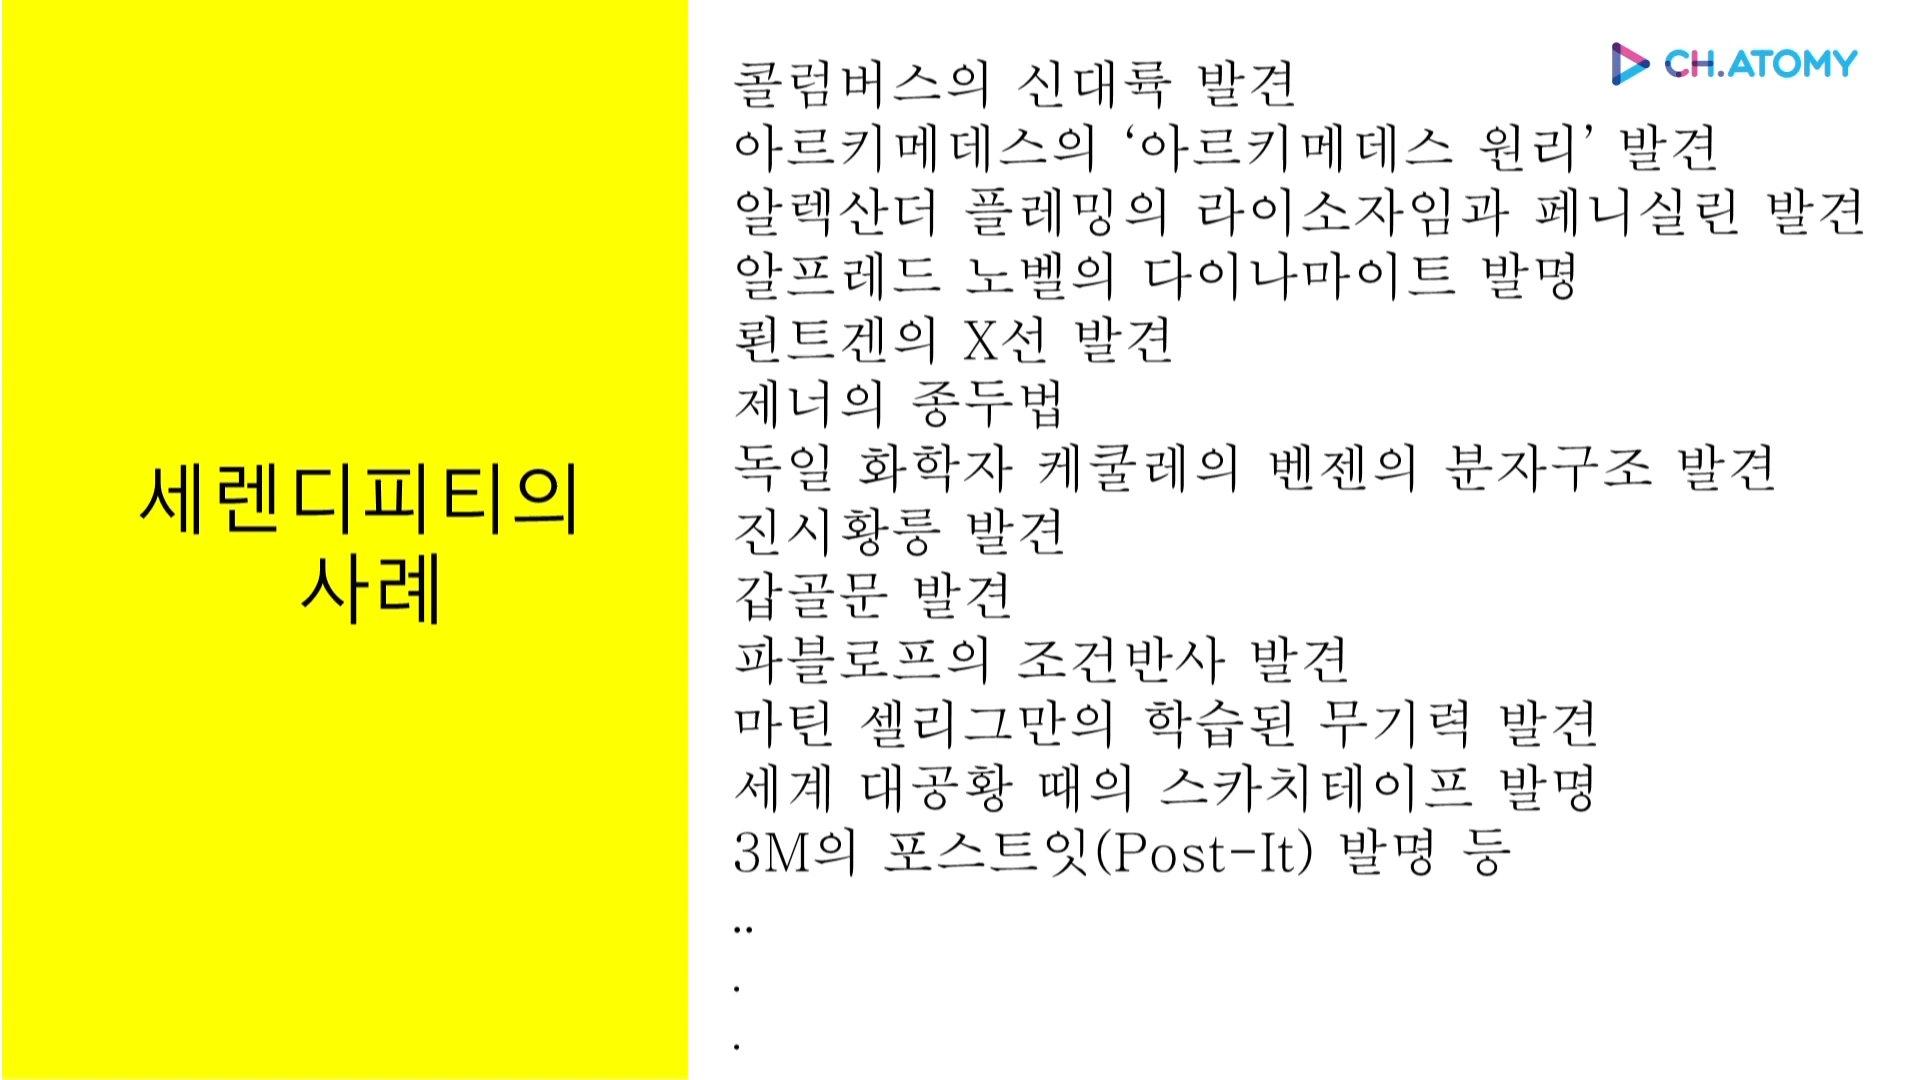 세렌디피티의
사례
CH.ATOMY
콜럼버스의 신대륙 발견
아르키메데스의 ‘아르키메데스 원리’ 발견
알렉산더 플레밍의 라이소자임과 페니실린 발견
알프레드 노벨의 다이나마이트 발명
뢴트겐의 X선 발견
제너의 종두법
독일 화학자 케쿨레의 벤젠의 분자구조 발견
진시황릉 발견
갑골문 발견
파블로프의 조건반사 발견
마틴 셀리그만의 학습된 무기력 발견
세계 대공황 때의 스카치테이프 발명
3M의 포스트잇(Post-It) 발명 등
..
.
.